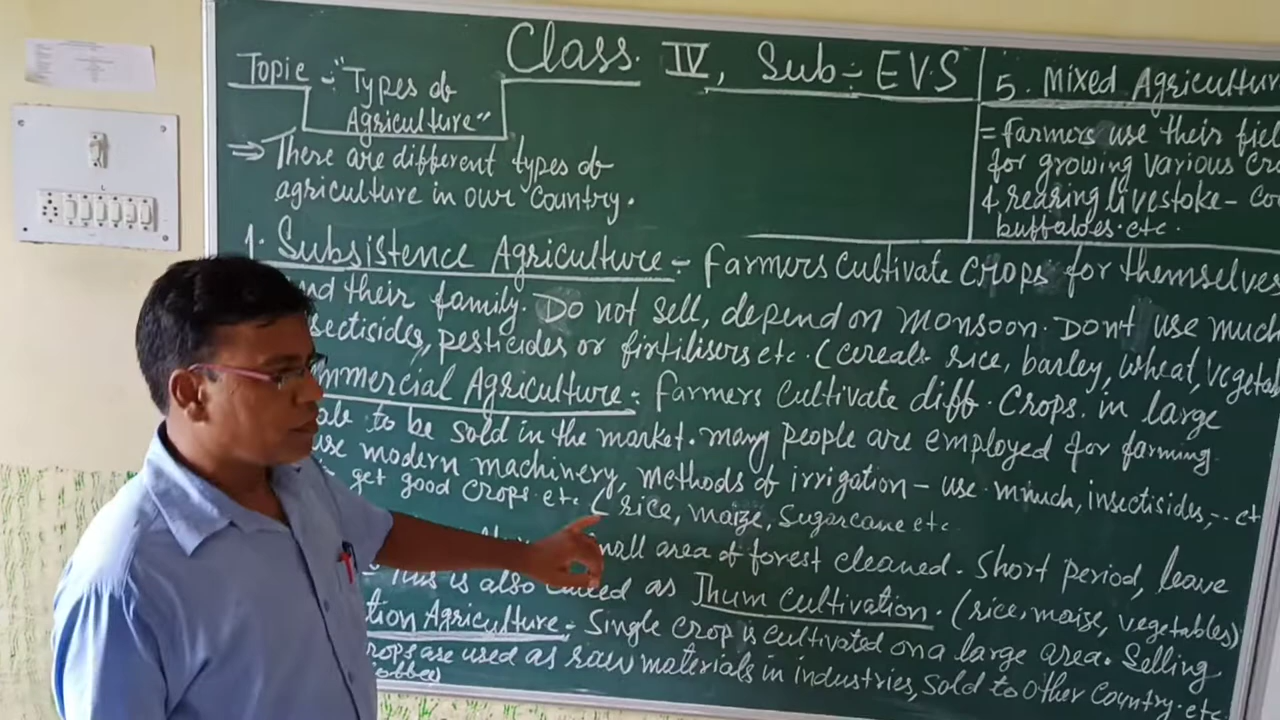 Class. IV, Sub:- E.V.S
Topic :- "Types of
Agriculture"
⇒ There are different types of
agriculture in our country.
5. Mixed Agricultur
= Farmers use their fiel
for growing various cr
& rearing livestoke - co
buffaloes. etc.
1. Subsistence Agriculture :- Farmers cultivate crops for themselves
and their family. Do not sell, depend on monsoon. Dont use much
secticides, pesticides or firtilisers etc. (cereals- rice, barley, wheat, vegetab
mmercial Agriculture :- Farmers cultivate diff. crops. in large
to be sold in the market. many people are employed for farming.
use modern machinery, methods of irrigation - use much, insecticides, -- etc
get good crops etc (rice, maize, Sugarcane etc
mall area of forest cleaned. Short period, leave
This is also called as Jhum cultivation. (rice, maize, vegetables)
tion Agriculture - Single crop is cultivated on a large area. Selling
rops are used as raw materials in industries, sold to other country. etc